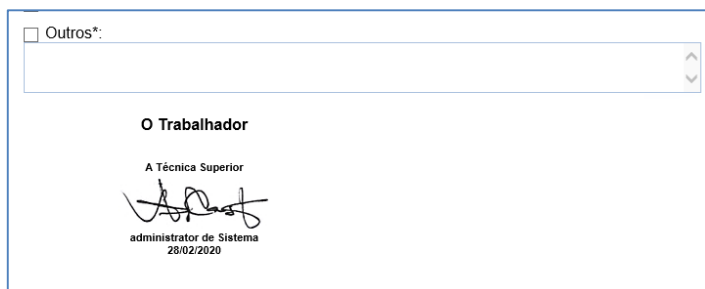 Outros*:
O Trabalhador
A Técnica Superior
administrator de Sistema
28/02/2020